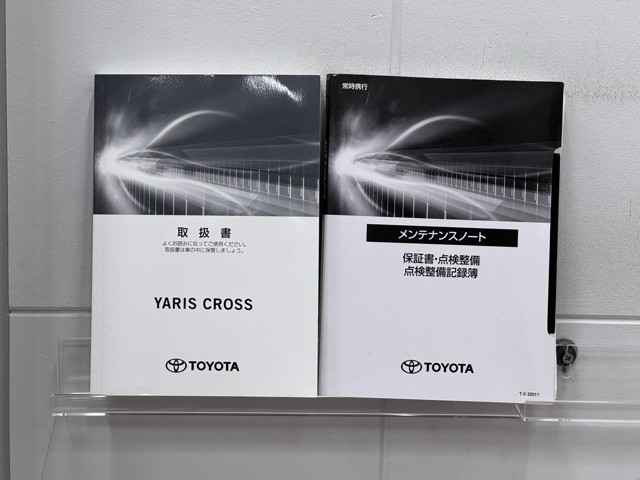 取扱書
よくお読みになってご使用ください。
取扱書は車の中に保管しましょう。
YARIS CROSS
TOYOTA
常時携行
メンテナンスノート
保証書・点検整備
点検整備記録簿
TOYOTA
T-0 32011